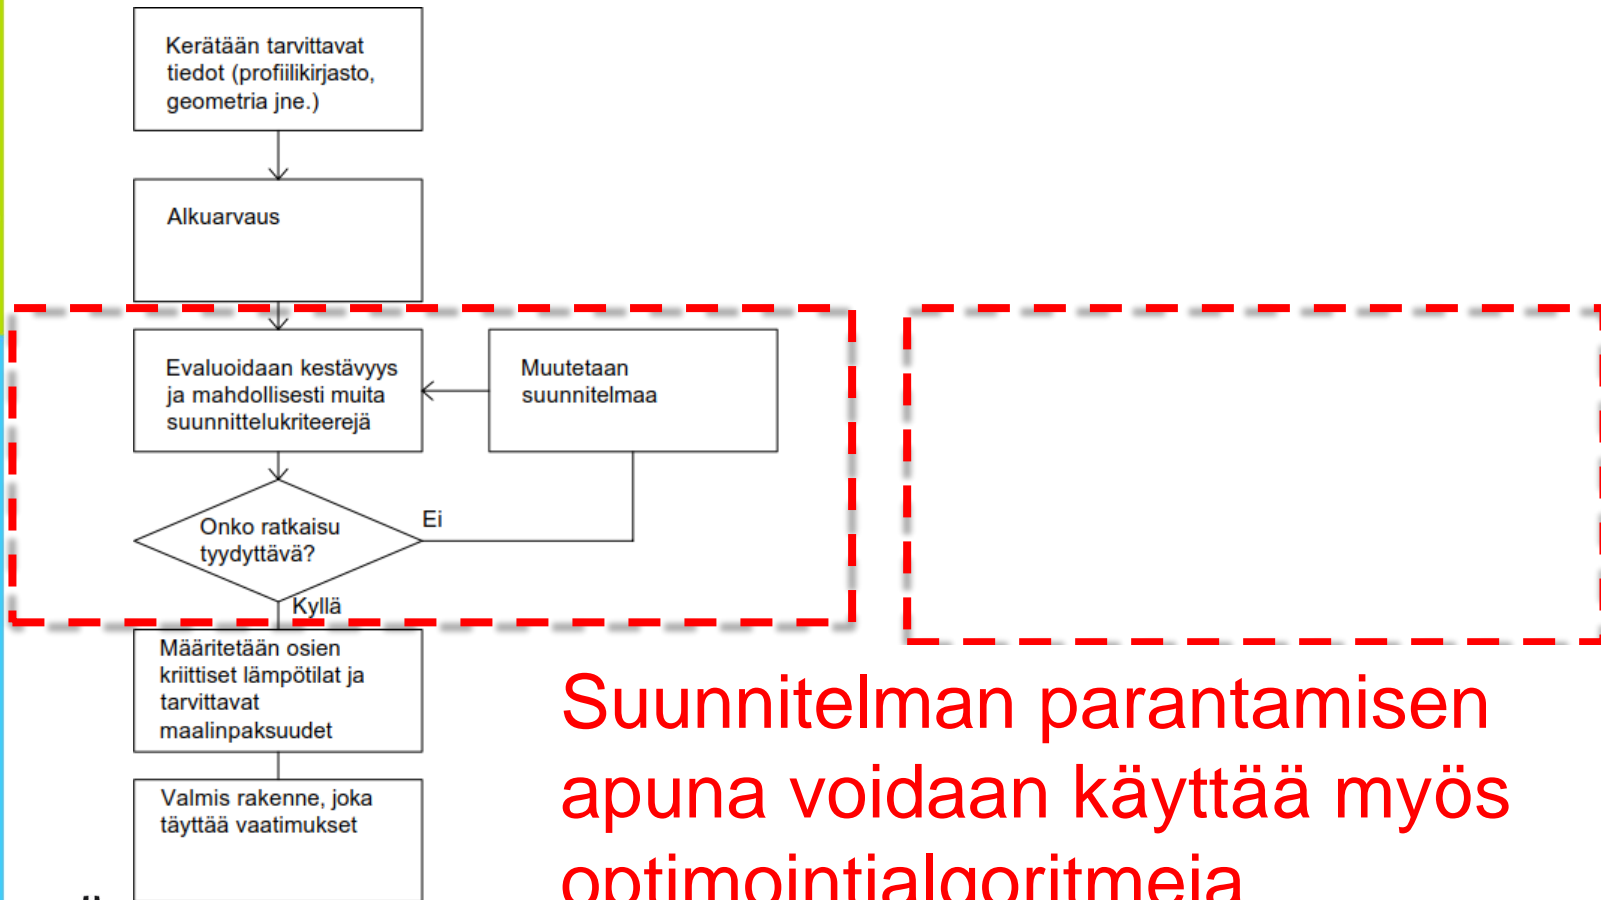 Kerätään tarvittavat
tiedot (profiilikirjasto,
geometria jne.)
Alkuarvaus
Evaluoidaan kestävyys
ja mahdollisesti muita
suunnittelukriteerejä
Muutetaan
suunnitelmaa
Onko ratkaisu
tyydyttävä?
Ei
Kyllä
Määritetään osien
kriittiset lämpötilat ja
tarvittavat
maalinpaksuudet
Valmis rakenne, joka
täyttää vaatimukset
Suunnitelman parantamisen
apuna voidaan käyttää myös
optimointialgoritmeja